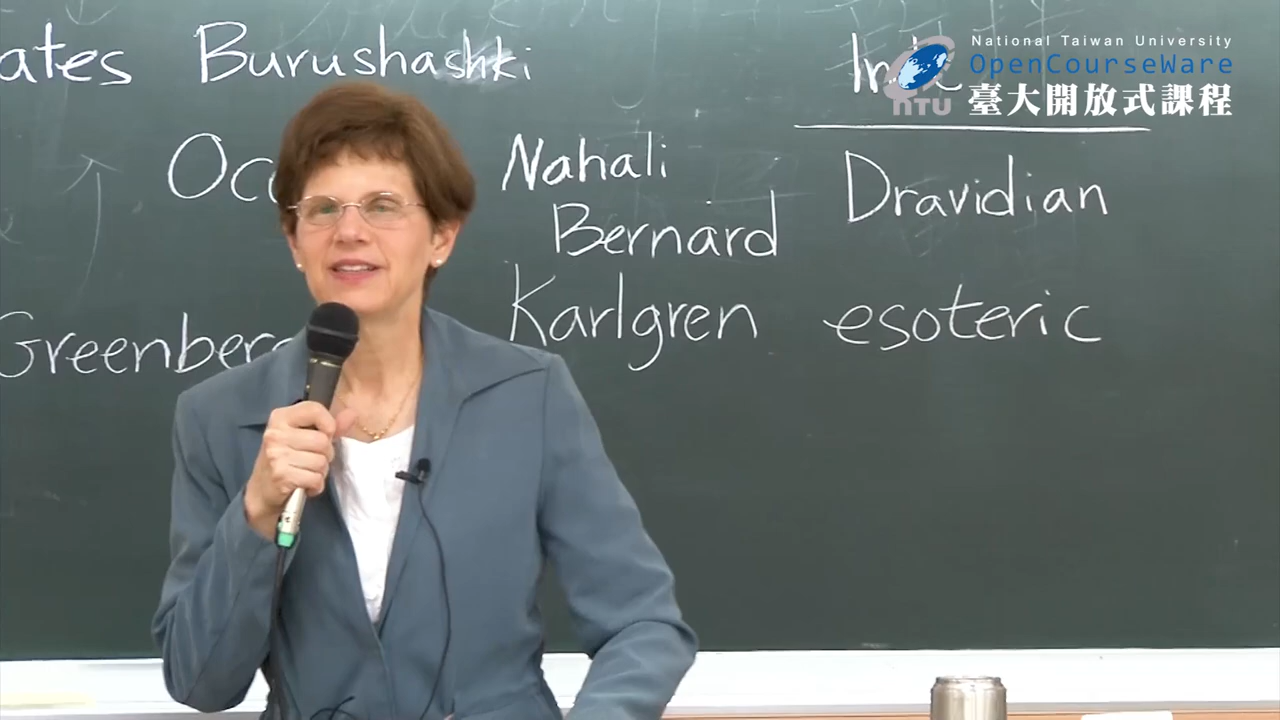 ates Burushashki
National Taiwan University
OpenCourseWare
臺大開放式課程
NTU
Nahali
Dravidian
Bernard
Karlgren
esoteric
Greenberg